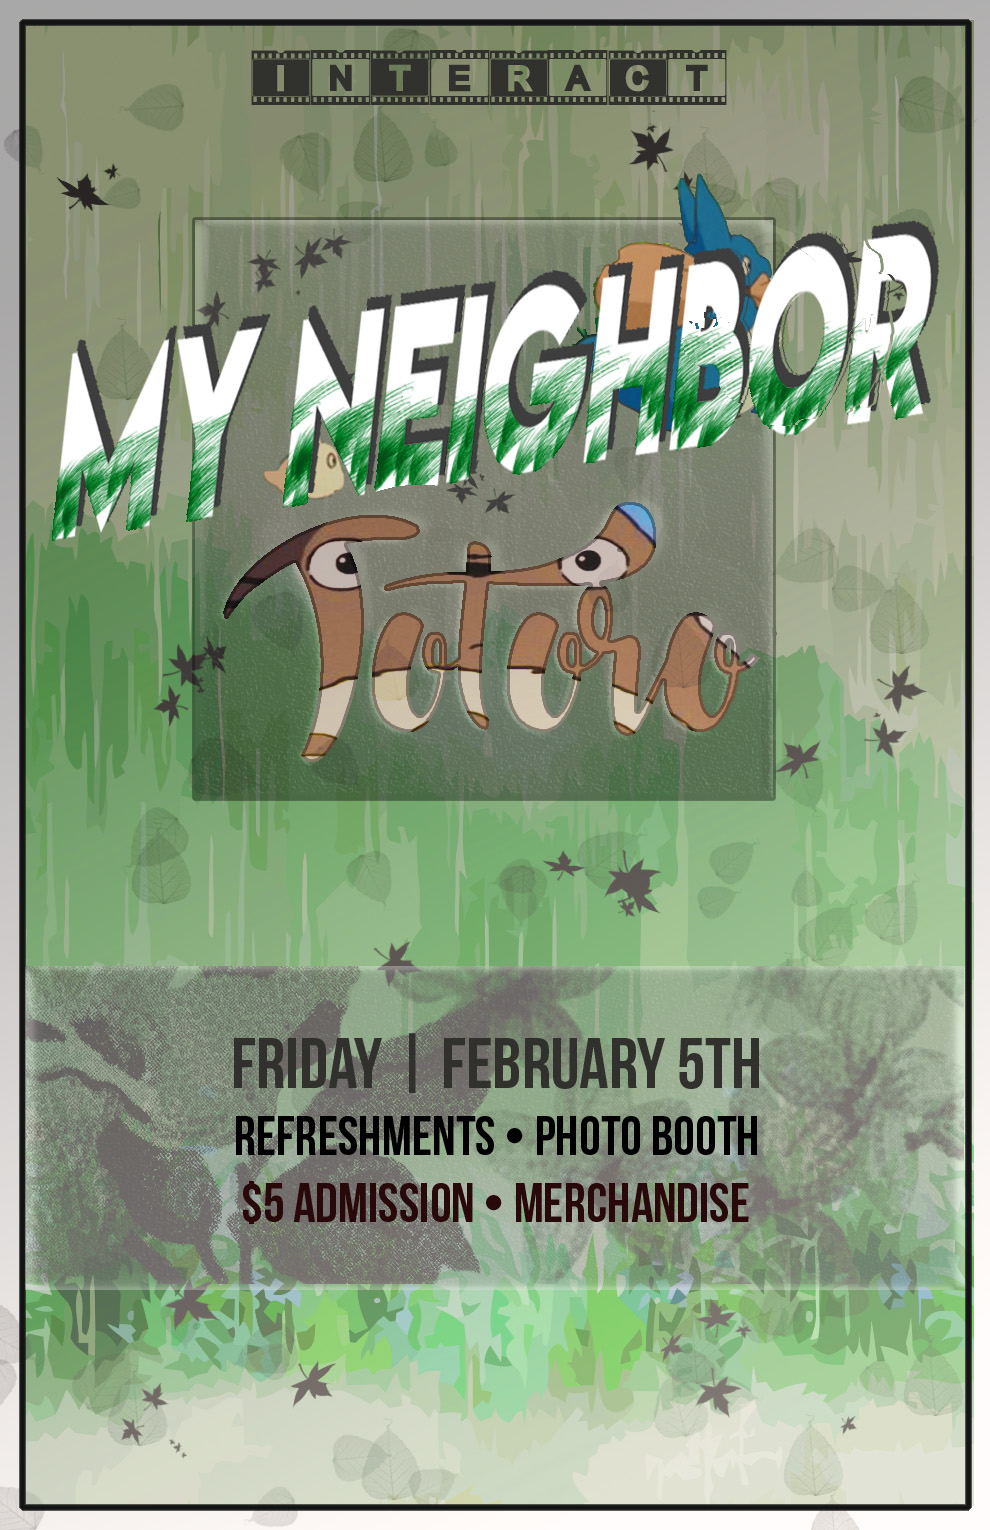 INTERACT
MY NEIGHBOR
Totoro
FRIDAY | FEBRUARY 5TH
REFRESHMENTS • PHOTO BOOTH
$5 ADMISSION • MERCHANDISE